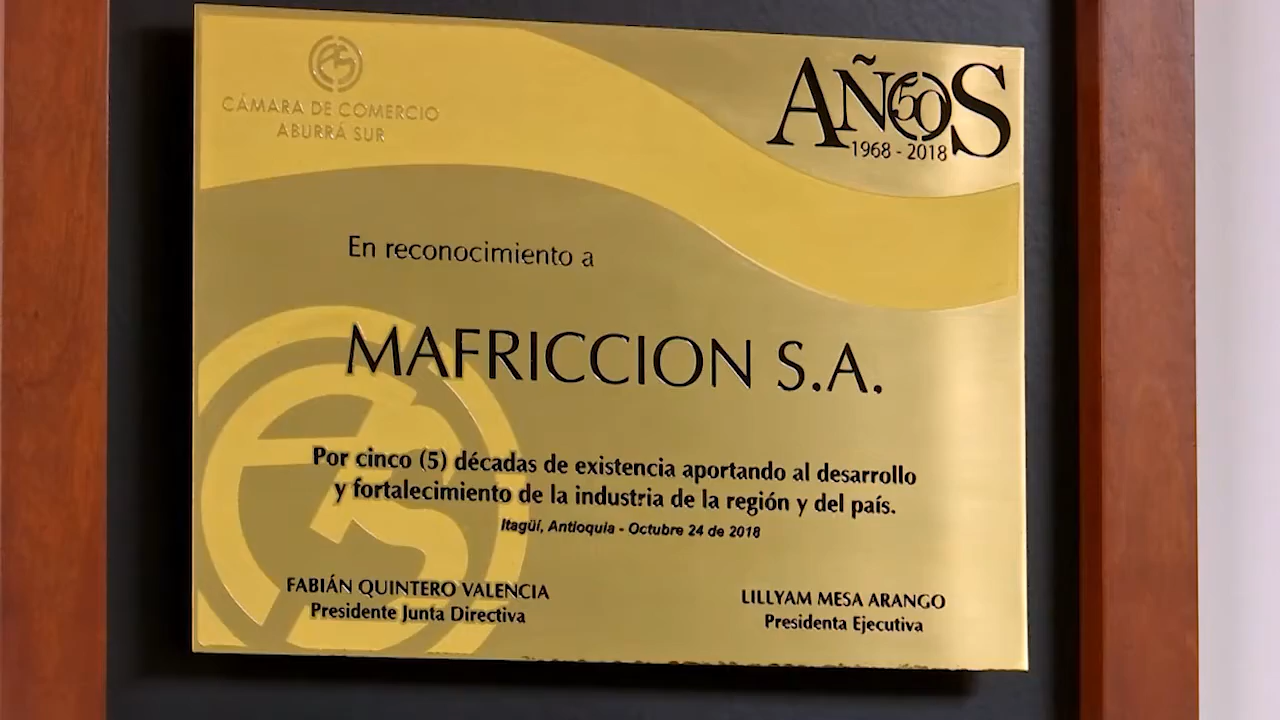 CÁMARA DE COMERCIO
ABURRÁ SUR
AÑOS
50
1968 - 2018
En reconocimiento a
MAFRICCION S.A.
Por cinco (5) décadas de existencia aportando al desarrollo
y fortalecimiento de la industria de la región y del país.
Itagüí, Antioquia - Octubre 24 de 2018
FABIÁN QUINTERO VALENCIA
Presidente Junta Directiva
LILLYAM MESA ARANGO
Presidenta Ejecutiva